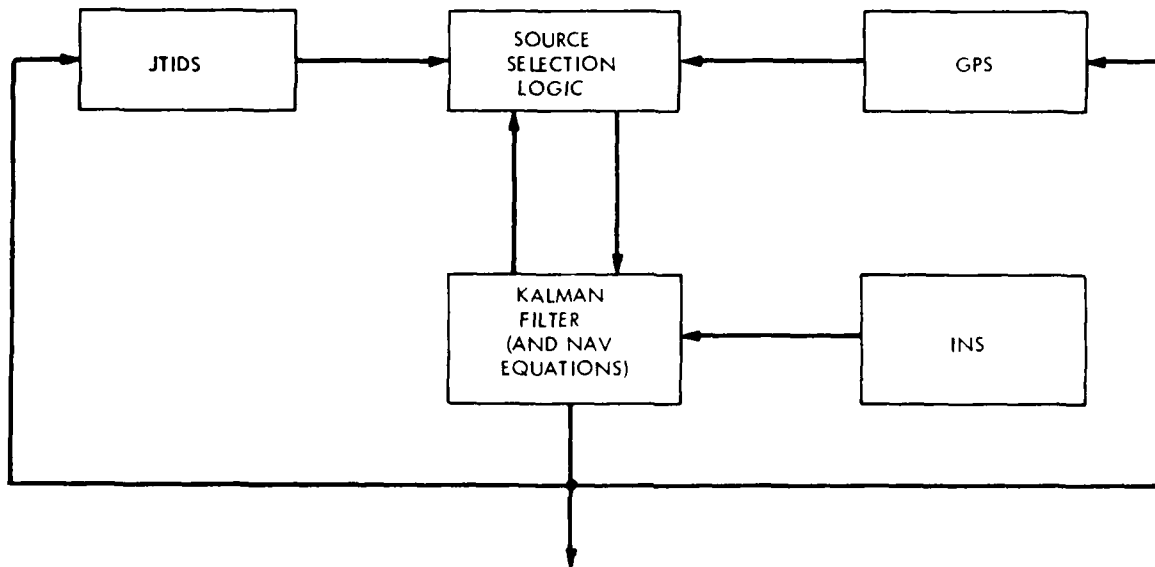 JTIDS
SOURCE
SELECTION
LOGIC
GPS
KALMAN
FILTER
(AND NAV
EQUATIONS)
INS